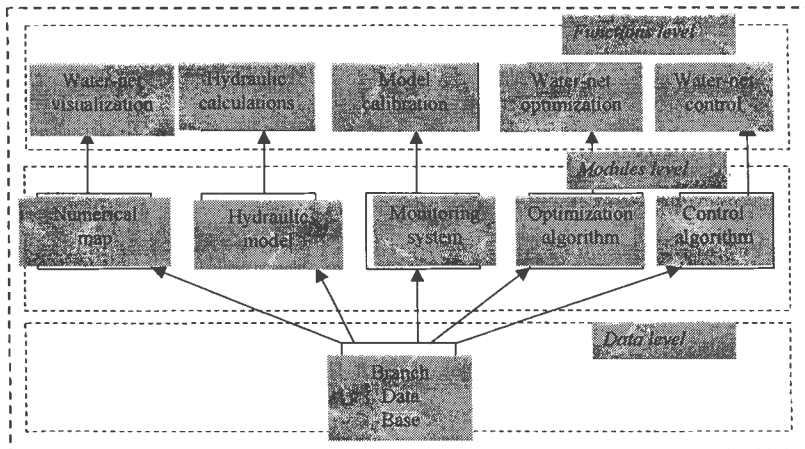 Functions level
Water-net
visualization
Hydraulic
calculations
Model
calibration
Water-net
optimization
Water-net
control
Modules level
Numerical
map
Hydraulic
model
Monitoring
system
Optimization
algorithm
Control
algorithm
Data level
Branch
Data
Base